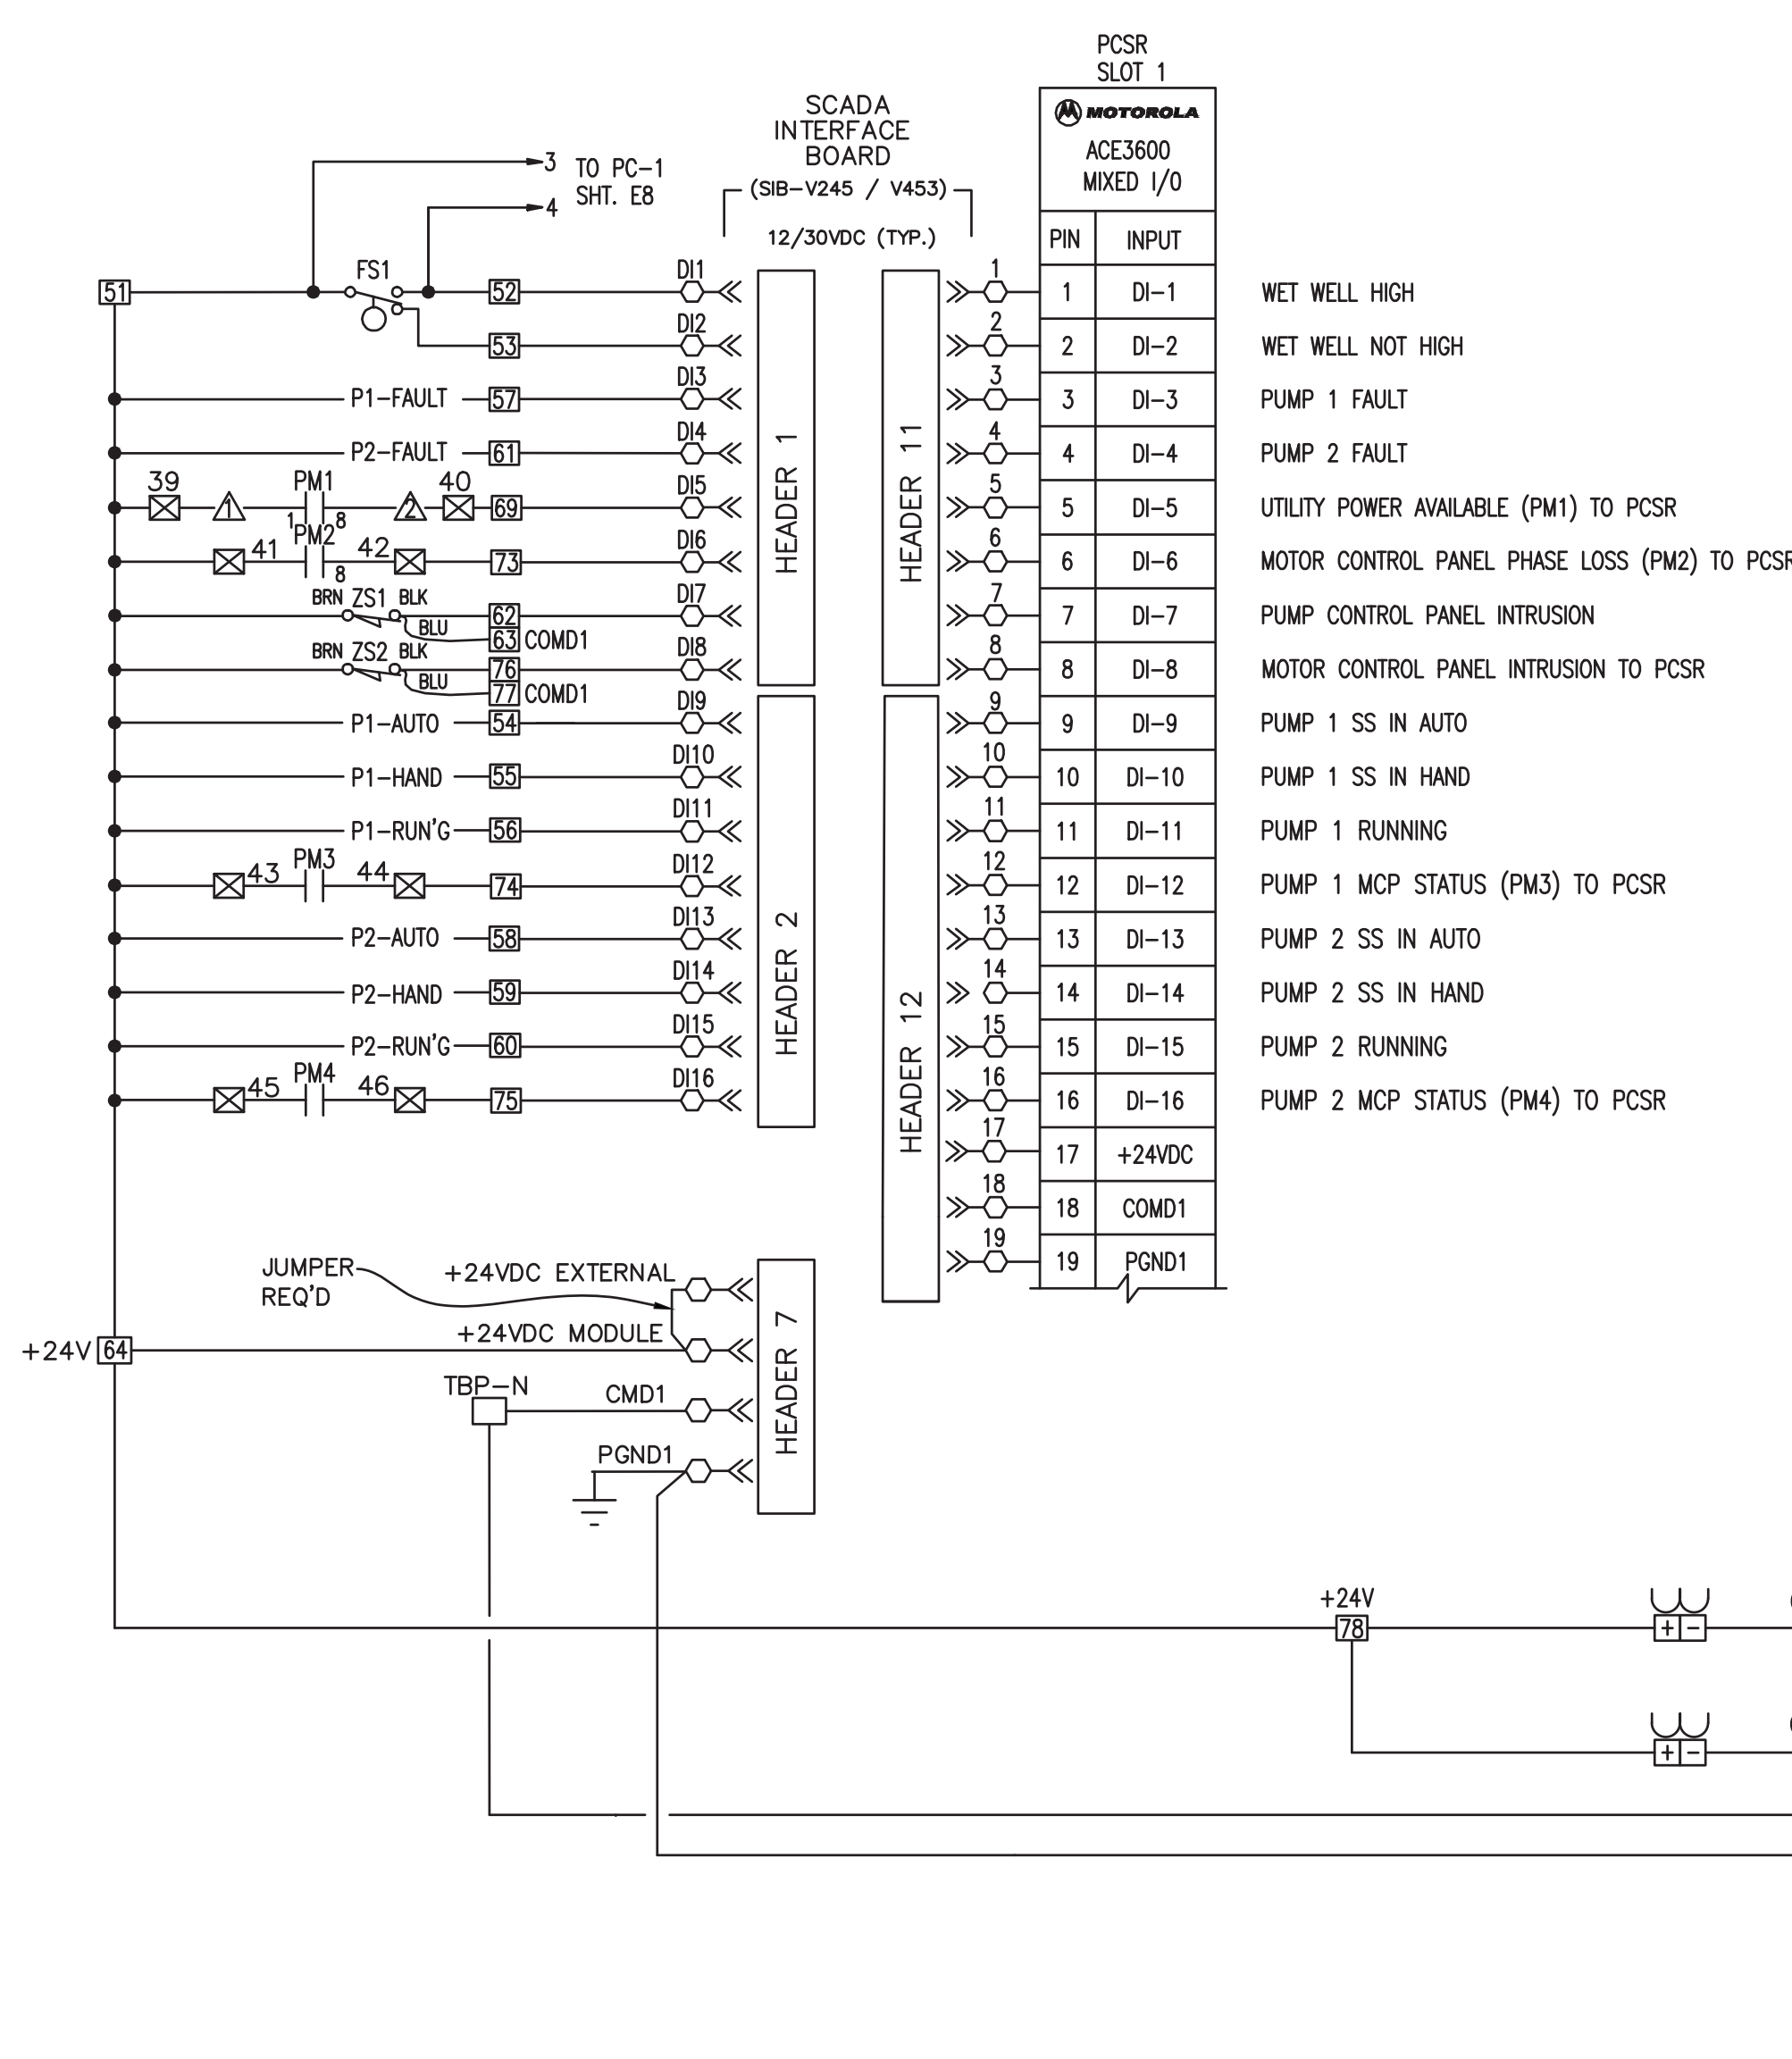 PCSR
SLOT 1
MOTOROLA
ACE3600
MIXED I/O
PIN INPUT
SCADA
INTERFACE
BOARD
(SIB-V245 / V453)
12/30VDC (TYP.)
3 TO PC-1
4 SHT. E8
51 FS1 52 DI1 1 1 DI-1 WET WELL HIGH
53 DI2 2 2 DI-2 WET WELL NOT HIGH
P1-FAULT 57 DI3 3 3 DI-3 PUMP 1 FAULT
P2-FAULT 61 DI4 4 4 DI-4 PUMP 2 FAULT
39 1 PM1 1 8 2 40 69 DI5 5 5 DI-5 UTILITY POWER AVAILABLE (PM1) TO PCSR
41 PM2 8 42 73 DI6 6 6 DI-6 MOTOR CONTROL PANEL PHASE LOSS (PM2) TO PCSR
BRN ZS1 BLK 62 DI7 7 7 DI-7 PUMP CONTROL PANEL INTRUSION
BLU 63 COMD1
BRN ZS2 BLK 76 DI8 8 8 DI-8 MOTOR CONTROL PANEL INTRUSION TO PCSR
BLU 77 COMD1
P1-AUTO 54 DI9 9 9 DI-9 PUMP 1 SS IN AUTO
P1-HAND 55 DI10 10 10 DI-10 PUMP 1 SS IN HAND
P1-RUN'G 56 DI11 11 11 DI-11 PUMP 1 RUNNING
43 PM3 44 74 DI12 12 12 DI-12 PUMP 1 MCP STATUS (PM3) TO PCSR
P2-AUTO 58 DI13 13 13 DI-13 PUMP 2 SS IN AUTO
P2-HAND 59 DI14 14 14 DI-14 PUMP 2 SS IN HAND
P2-RUN'G 60 DI15 15 15 DI-15 PUMP 2 RUNNING
45 PM4 46 75 DI16 16 16 DI-16 PUMP 2 MCP STATUS (PM4) TO PCSR
17 17 +24VDC
18 18 COMD1
19 19 PGND1
HEADER 1
HEADER 11
HEADER 2
HEADER 12
JUMPER
REQ'D
+24VDC EXTERNAL
+24V 64 +24VDC MODULE
TBP-N CMD1
PGND1
HEADER 7
+24V
78 + -
+ -